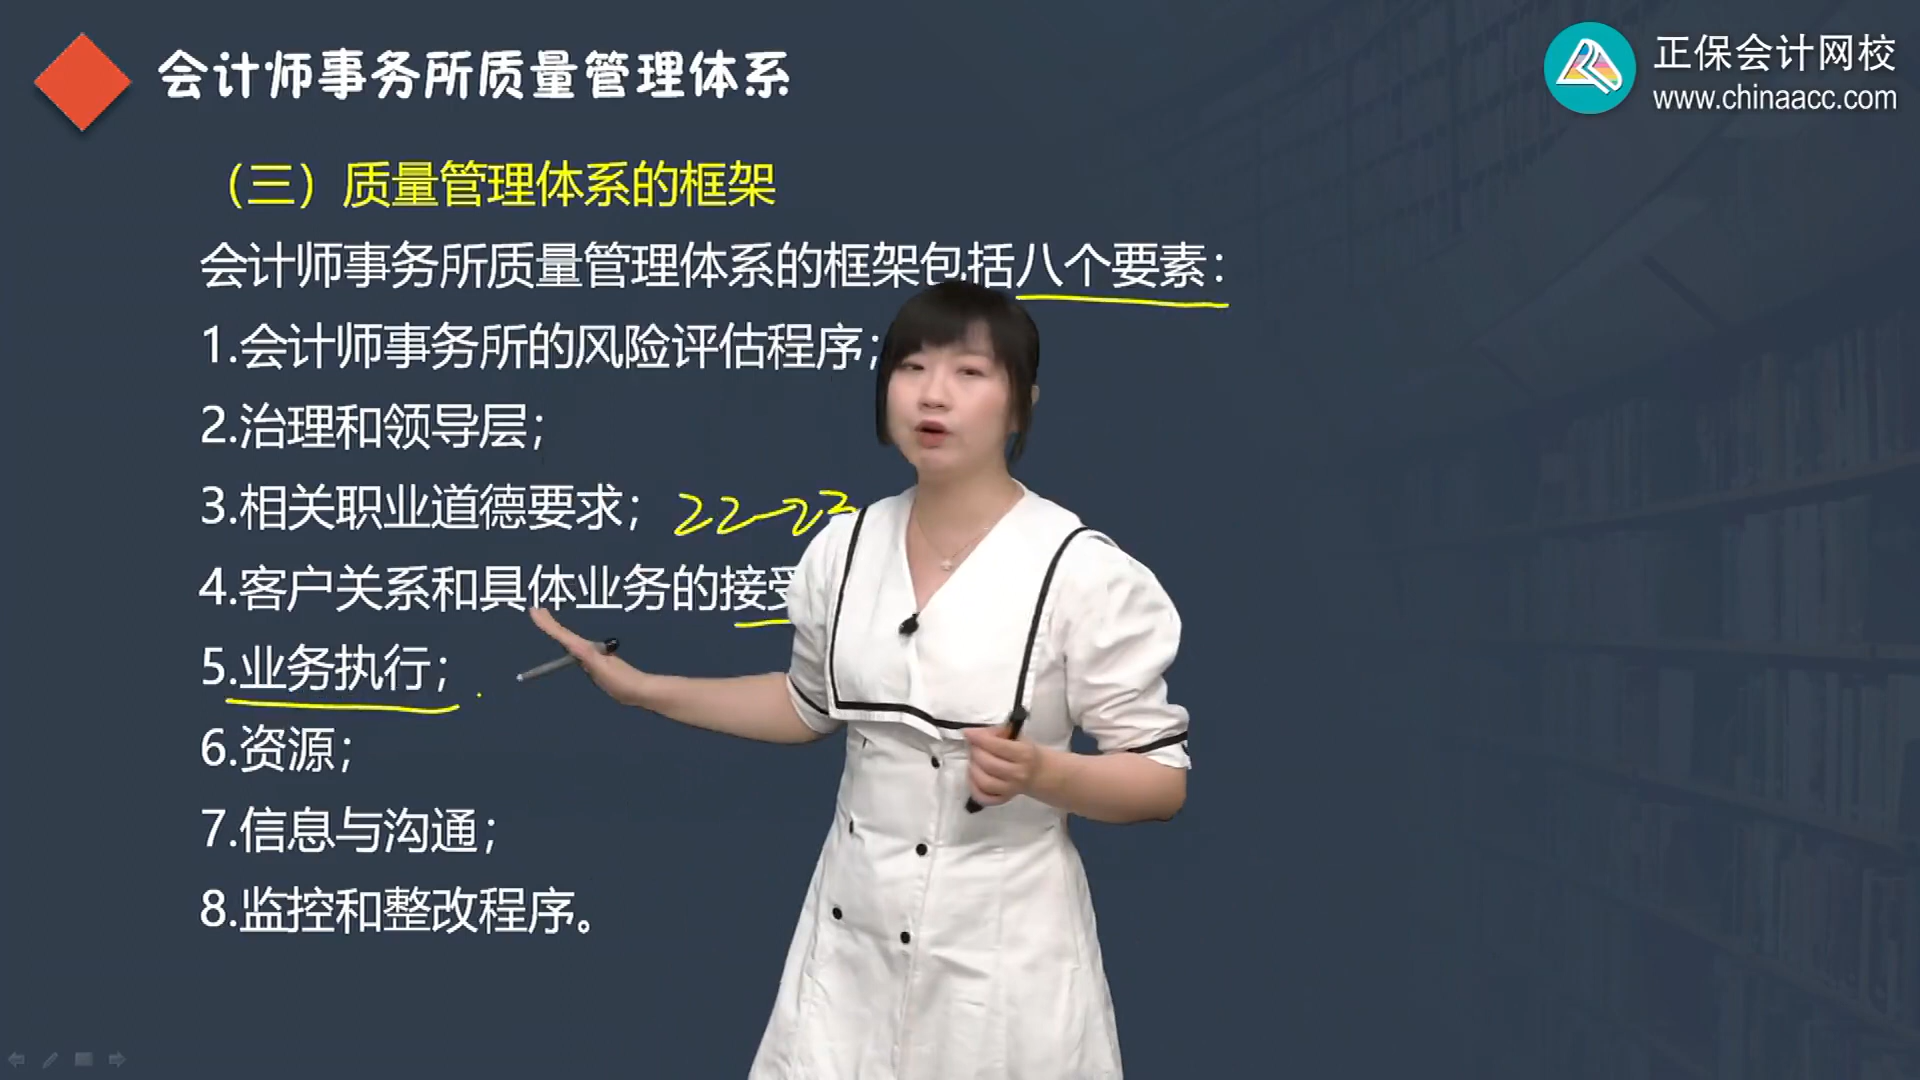 会计师事务所质量管理体系
正保会计网校
www.chinaacc.com
（三）质量管理体系的框架
会计师事务所质量管理体系的框架包括八个要素：
1.会计师事务所的风险评估程序；
2.治理和领导层；
3.相关职业道德要求； 22-23
4.客户关系和具体业务的接受
5.业务执行；
6.资源；
7.信息与沟通；
8.监控和整改程序。